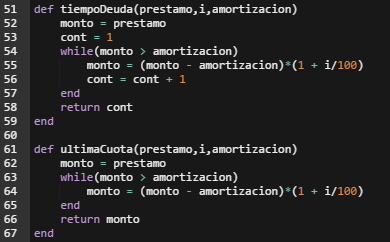 51 def tiempoDeuda(prestamo,i,amortizacion)
52     monto = prestamo
53     cont = 1
54     while(monto > amortizacion)
55         monto = (monto - amortizacion)*(1 + i/100)
56         cont = cont + 1
57     end
58     return cont
59 end
60
61 def ultimaCuota(prestamo,i,amortizacion)
62     monto = prestamo
63     while(monto > amortizacion)
64         monto = (monto - amortizacion)*(1 + i/100)
65     end
66     return monto
67 end